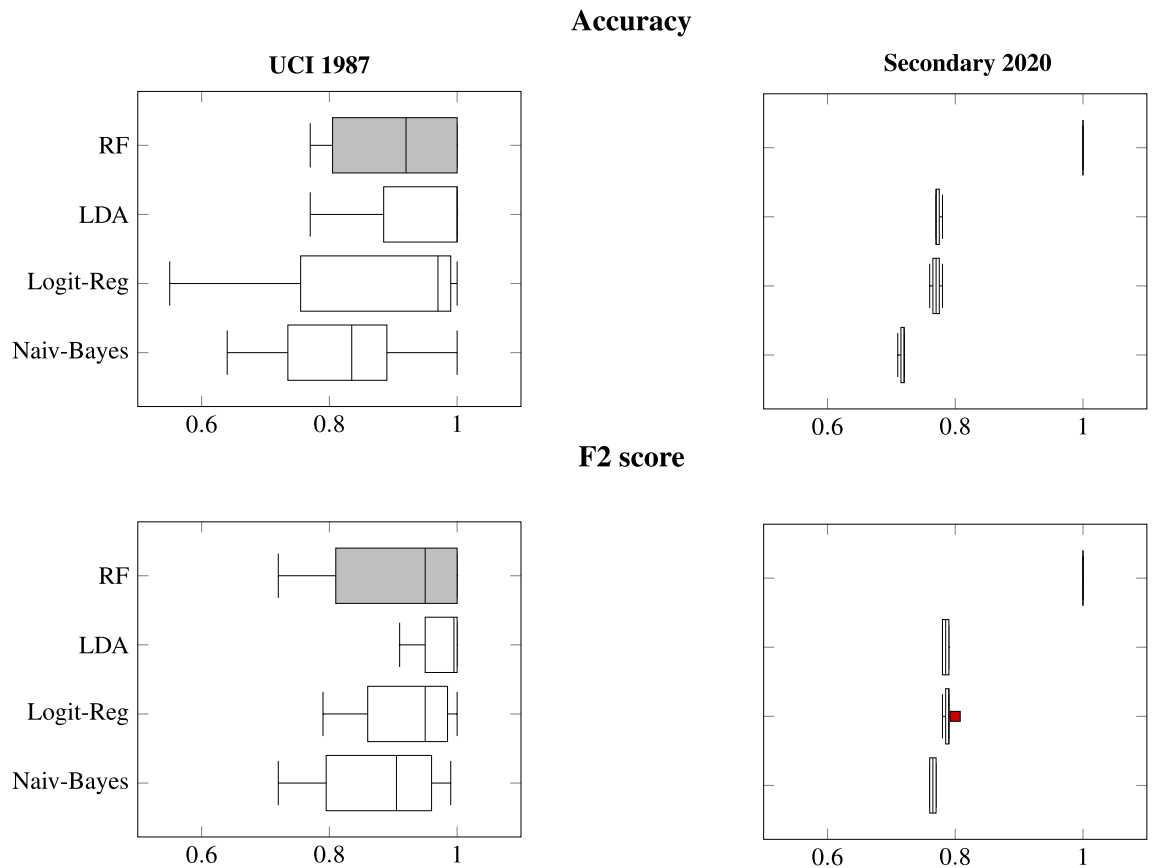 Accuracy
UCI 1987
Secondary 2020
RF
LDA
Logit-Reg
Naiv-Bayes
0.6 0.8 1
0.6 0.8 1
F2 score
RF
LDA
Logit-Reg
Naiv-Bayes
0.6 0.8 1
0.6 0.8 1